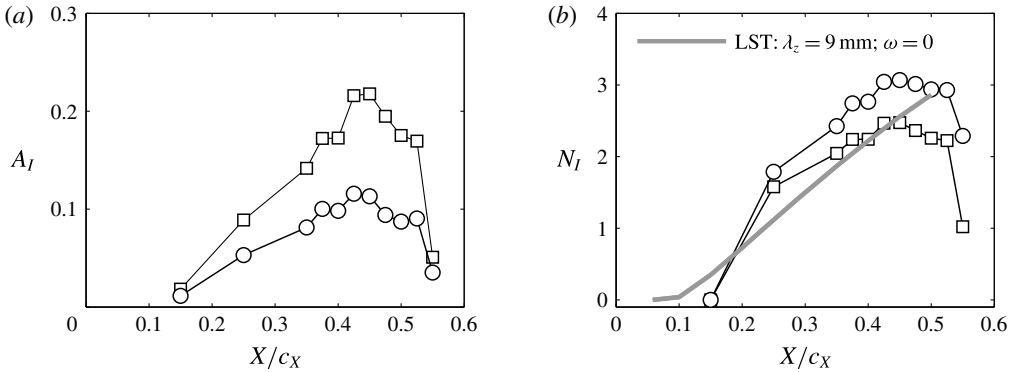 (a)
0.3
0.2
A_I
0.1
0 0.1 0.2 0.3 0.4 0.5 0.6
X/c_X
(b)
4
LST: λ_z = 9 mm; ω = 0
3
N_I
2
1
0
0 0.1 0.2 0.3 0.4 0.5 0.6
X/c_X